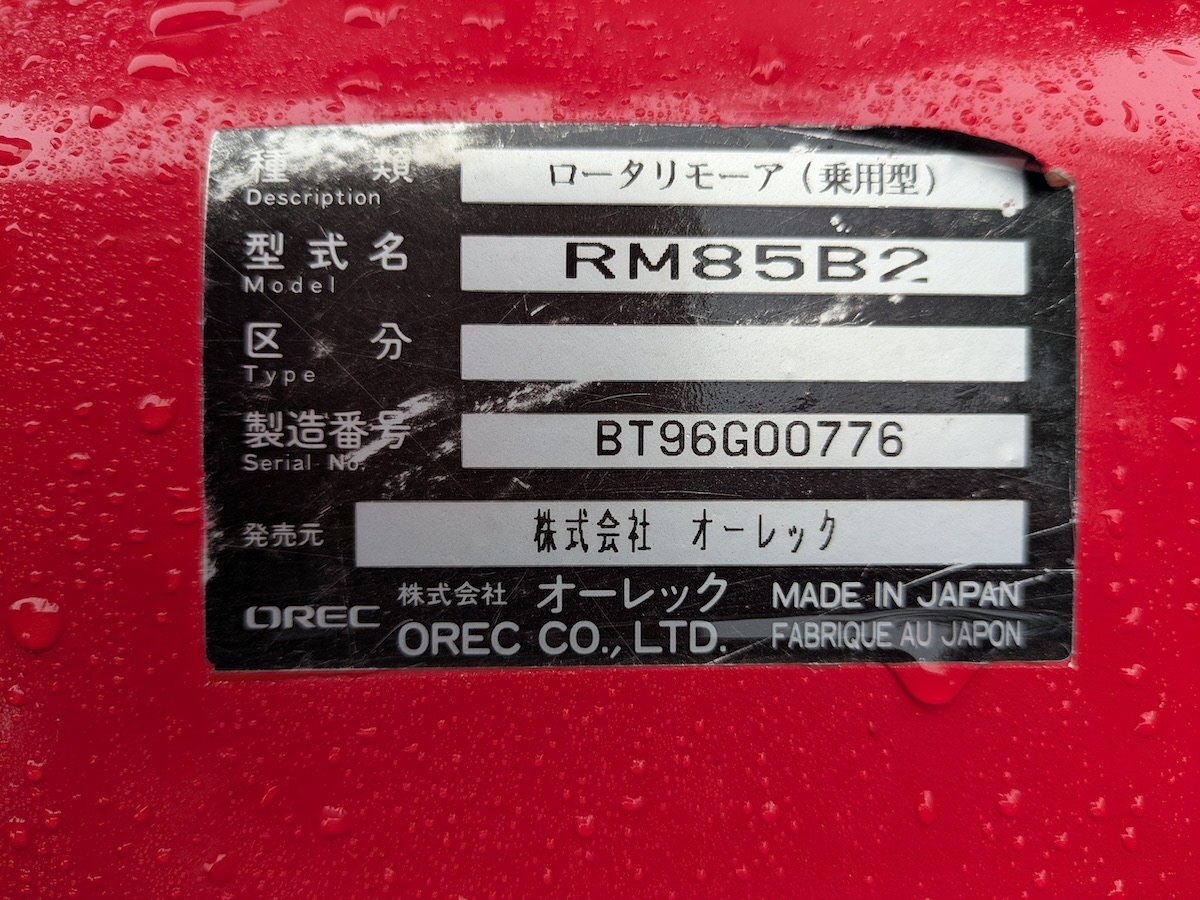 種類 ロータリモーア(乗用型)
Description
型式名 RM85B2
Model
区分
Type
製造番号 BT96G00776
Serial No.
発売元 株式会社 オーレック
OREC 株式会社 オーレック MADE IN JAPAN
OREC CO., LTD. FABRIQUE AU JAPON